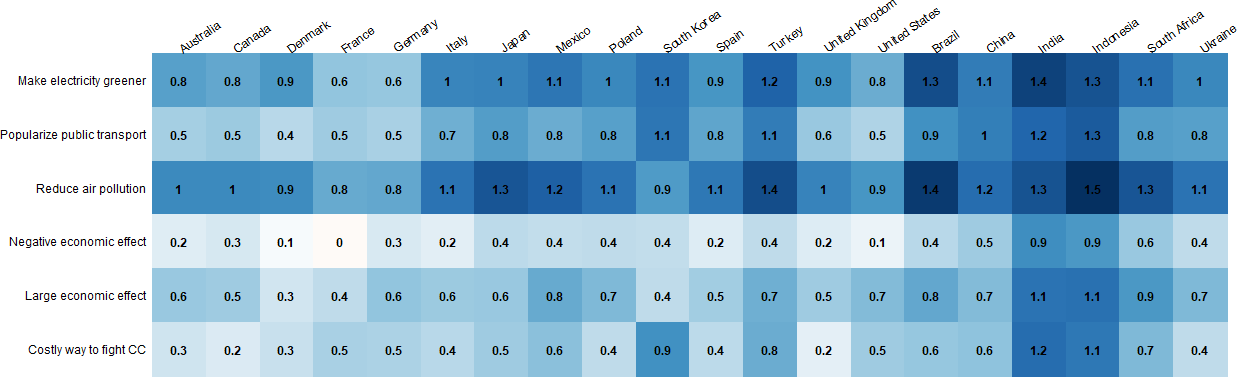 Australia Canada Denmark France Germany Italy Japan Mexico Poland South Korea Spain Turkey United Kingdom United States Brazil China India Indonesia South Africa Ukraine
Make electricity greener 0.8 0.8 0.9 0.6 0.6 1 1 1.1 1 1.1 0.9 1.2 0.9 0.8 1.3 1.1 1.4 1.3 1.1 1
Popularize public transport 0.5 0.5 0.4 0.5 0.5 0.7 0.8 0.8 0.8 1.1 0.8 1.1 0.6 0.5 0.9 1 1.2 1.3 0.8 0.8
Reduce air pollution 1 1 0.9 0.8 0.8 1.1 1.3 1.2 1.1 0.9 1.1 1.4 1 0.9 1.4 1.2 1.3 1.5 1.3 1.1
Negative economic effect 0.2 0.3 0.1 0 0.3 0.2 0.4 0.4 0.4 0.4 0.2 0.4 0.2 0.1 0.4 0.5 0.9 0.9 0.6 0.4
Large economic effect 0.6 0.5 0.3 0.4 0.6 0.6 0.6 0.8 0.7 0.4 0.5 0.7 0.5 0.7 0.8 0.7 1.1 1.1 0.9 0.7
Costly way to fight CC 0.3 0.2 0.3 0.5 0.5 0.4 0.5 0.6 0.4 0.9 0.4 0.8 0.2 0.5 0.6 0.6 1.2 1.1 0.7 0.4